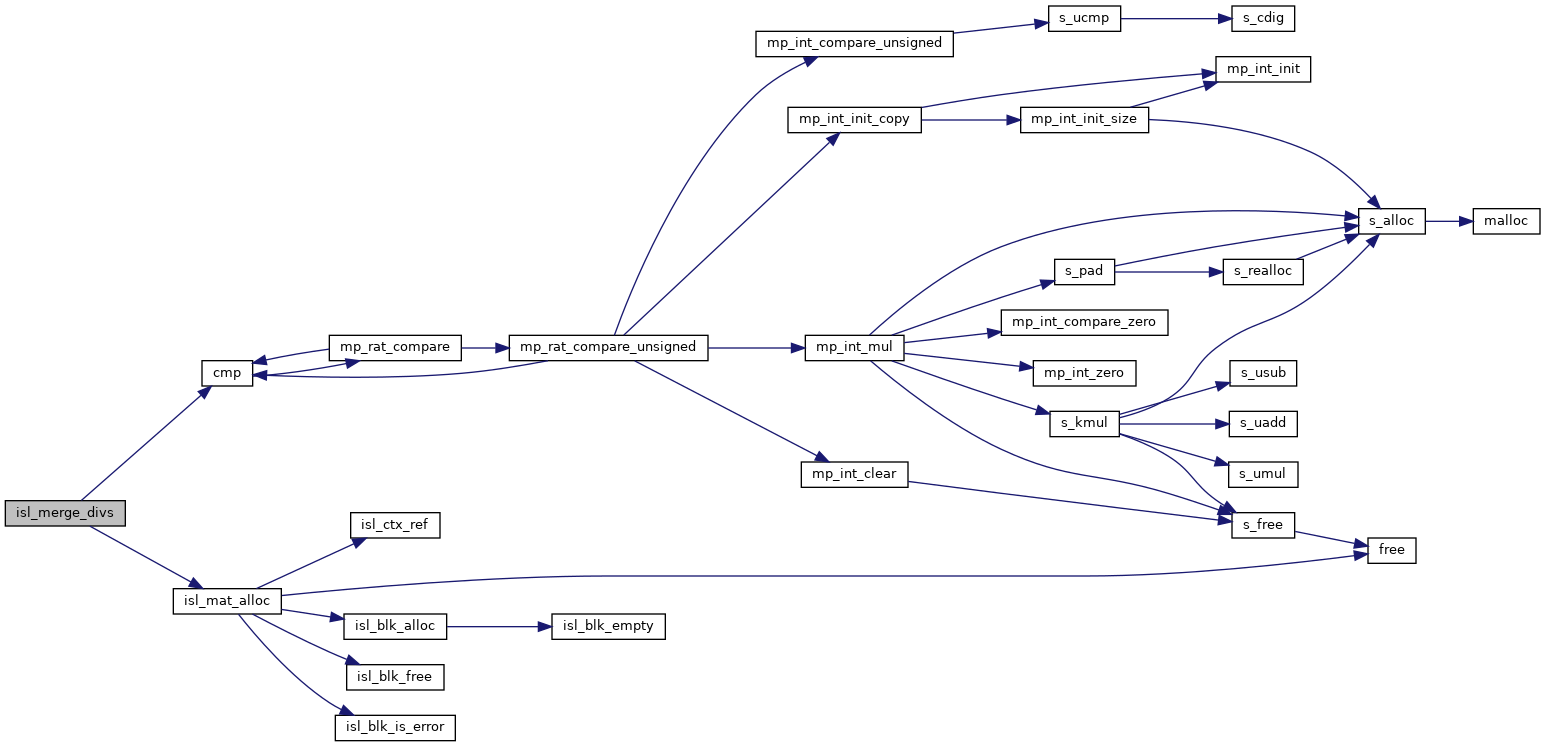 s_ucmp
s_cdig
mp_int_compare_unsigned
mp_int_init
mp_int_init_copy
mp_int_init_size
s_alloc
malloc
s_pad
s_realloc
mp_int_compare_zero
mp_rat_compare
mp_rat_compare_unsigned
mp_int_mul
cmp
mp_int_zero
s_usub
s_kmul
s_uadd
mp_int_clear
s_umul
isl_merge_divs
isl_ctx_ref
s_free
free
isl_mat_alloc
isl_blk_alloc
isl_blk_empty
isl_blk_free
isl_blk_is_error